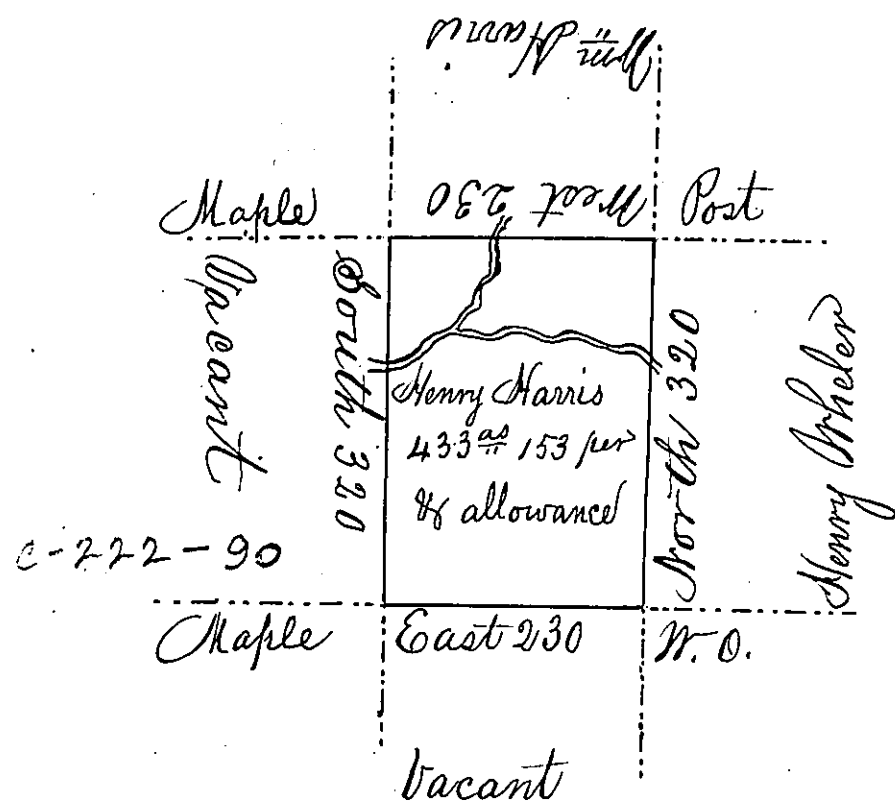 Wm Harris
Maple
West 230
Post
Vacant
South 320
Henry Harris
433 as 153 per
& allowance
North 320
Henry Wheler
C-222-90
Maple
East 230
W. O.
Vacant